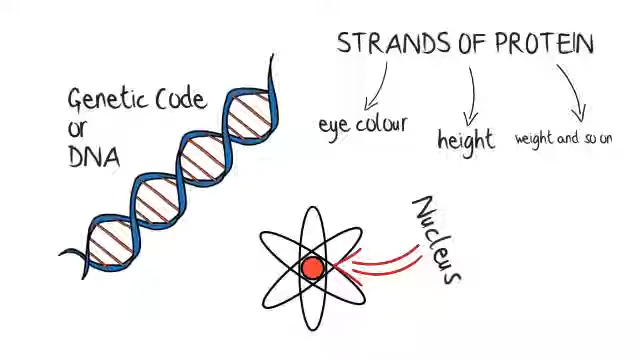 STRANDS OF PROTEIN
Genetic Code
or
DNA
eye colour
height
weight and so on
Nucleus